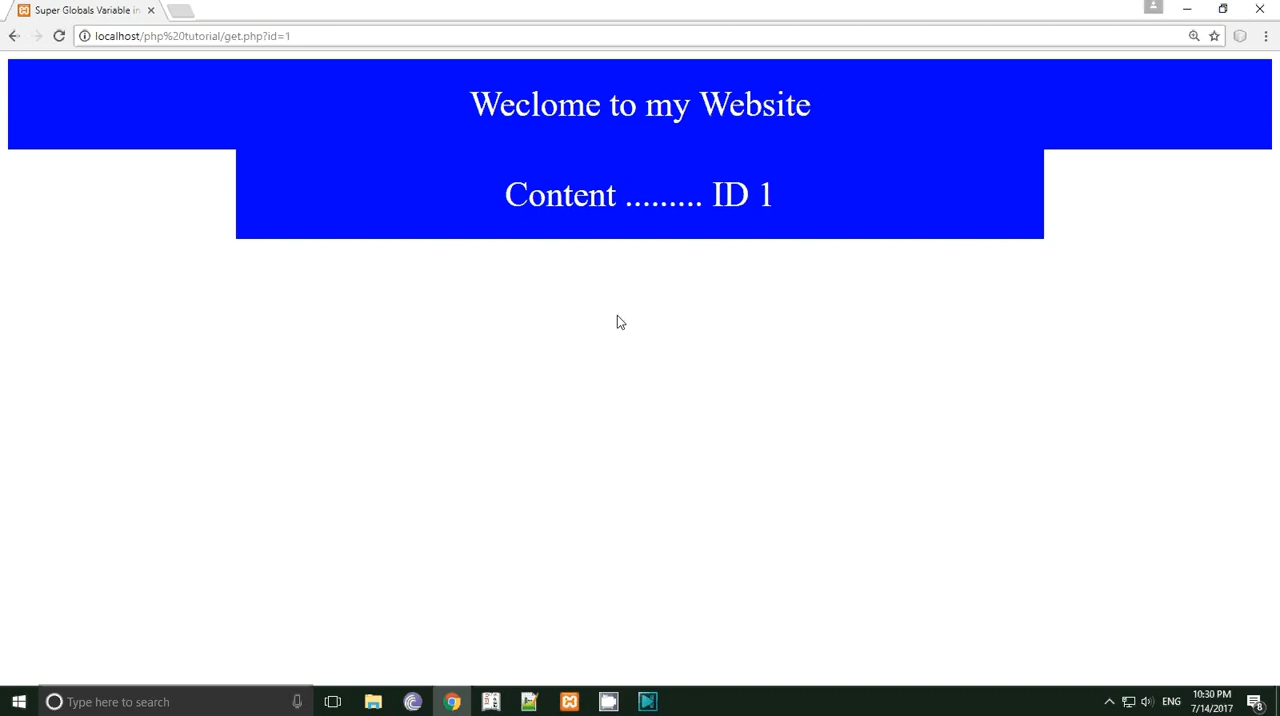 Super Globals Variable in
localhost/php%20tutorial/get.php?id=1
Weclome to my Website
Content ......... ID 1
Type here to search
ENG
10:30 PM
7/14/2017
8